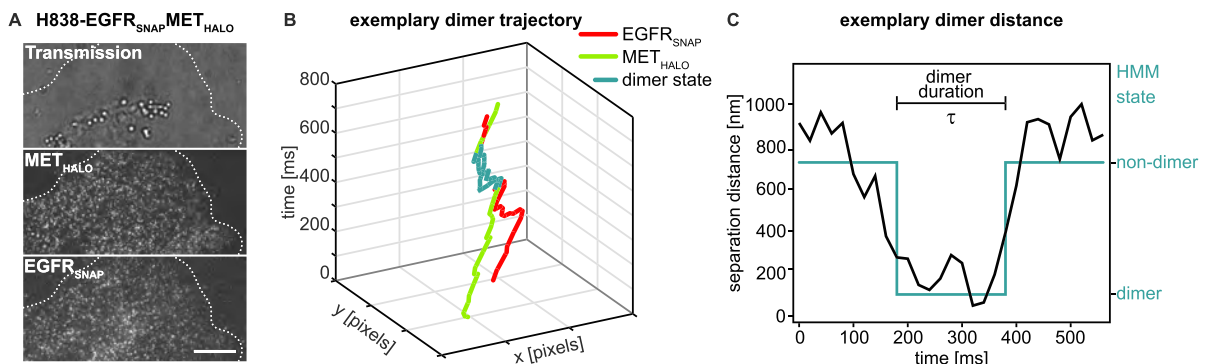 A H838-EGFRSNAPMETHALO
Transmission
METHALO
EGFRSNAP
B exemplary dimer trajectory
EGFRSNAP
METHALO
dimer state
800
600
400
200
0
time [ms]
y [pixels]
x [pixels]
C exemplary dimer distance
HMM
state
dimer
duration
τ
non-dimer
dimer
1000
800
600
400
200
0
separation distance [nm]
0 100 200 300 400 500
time [ms]